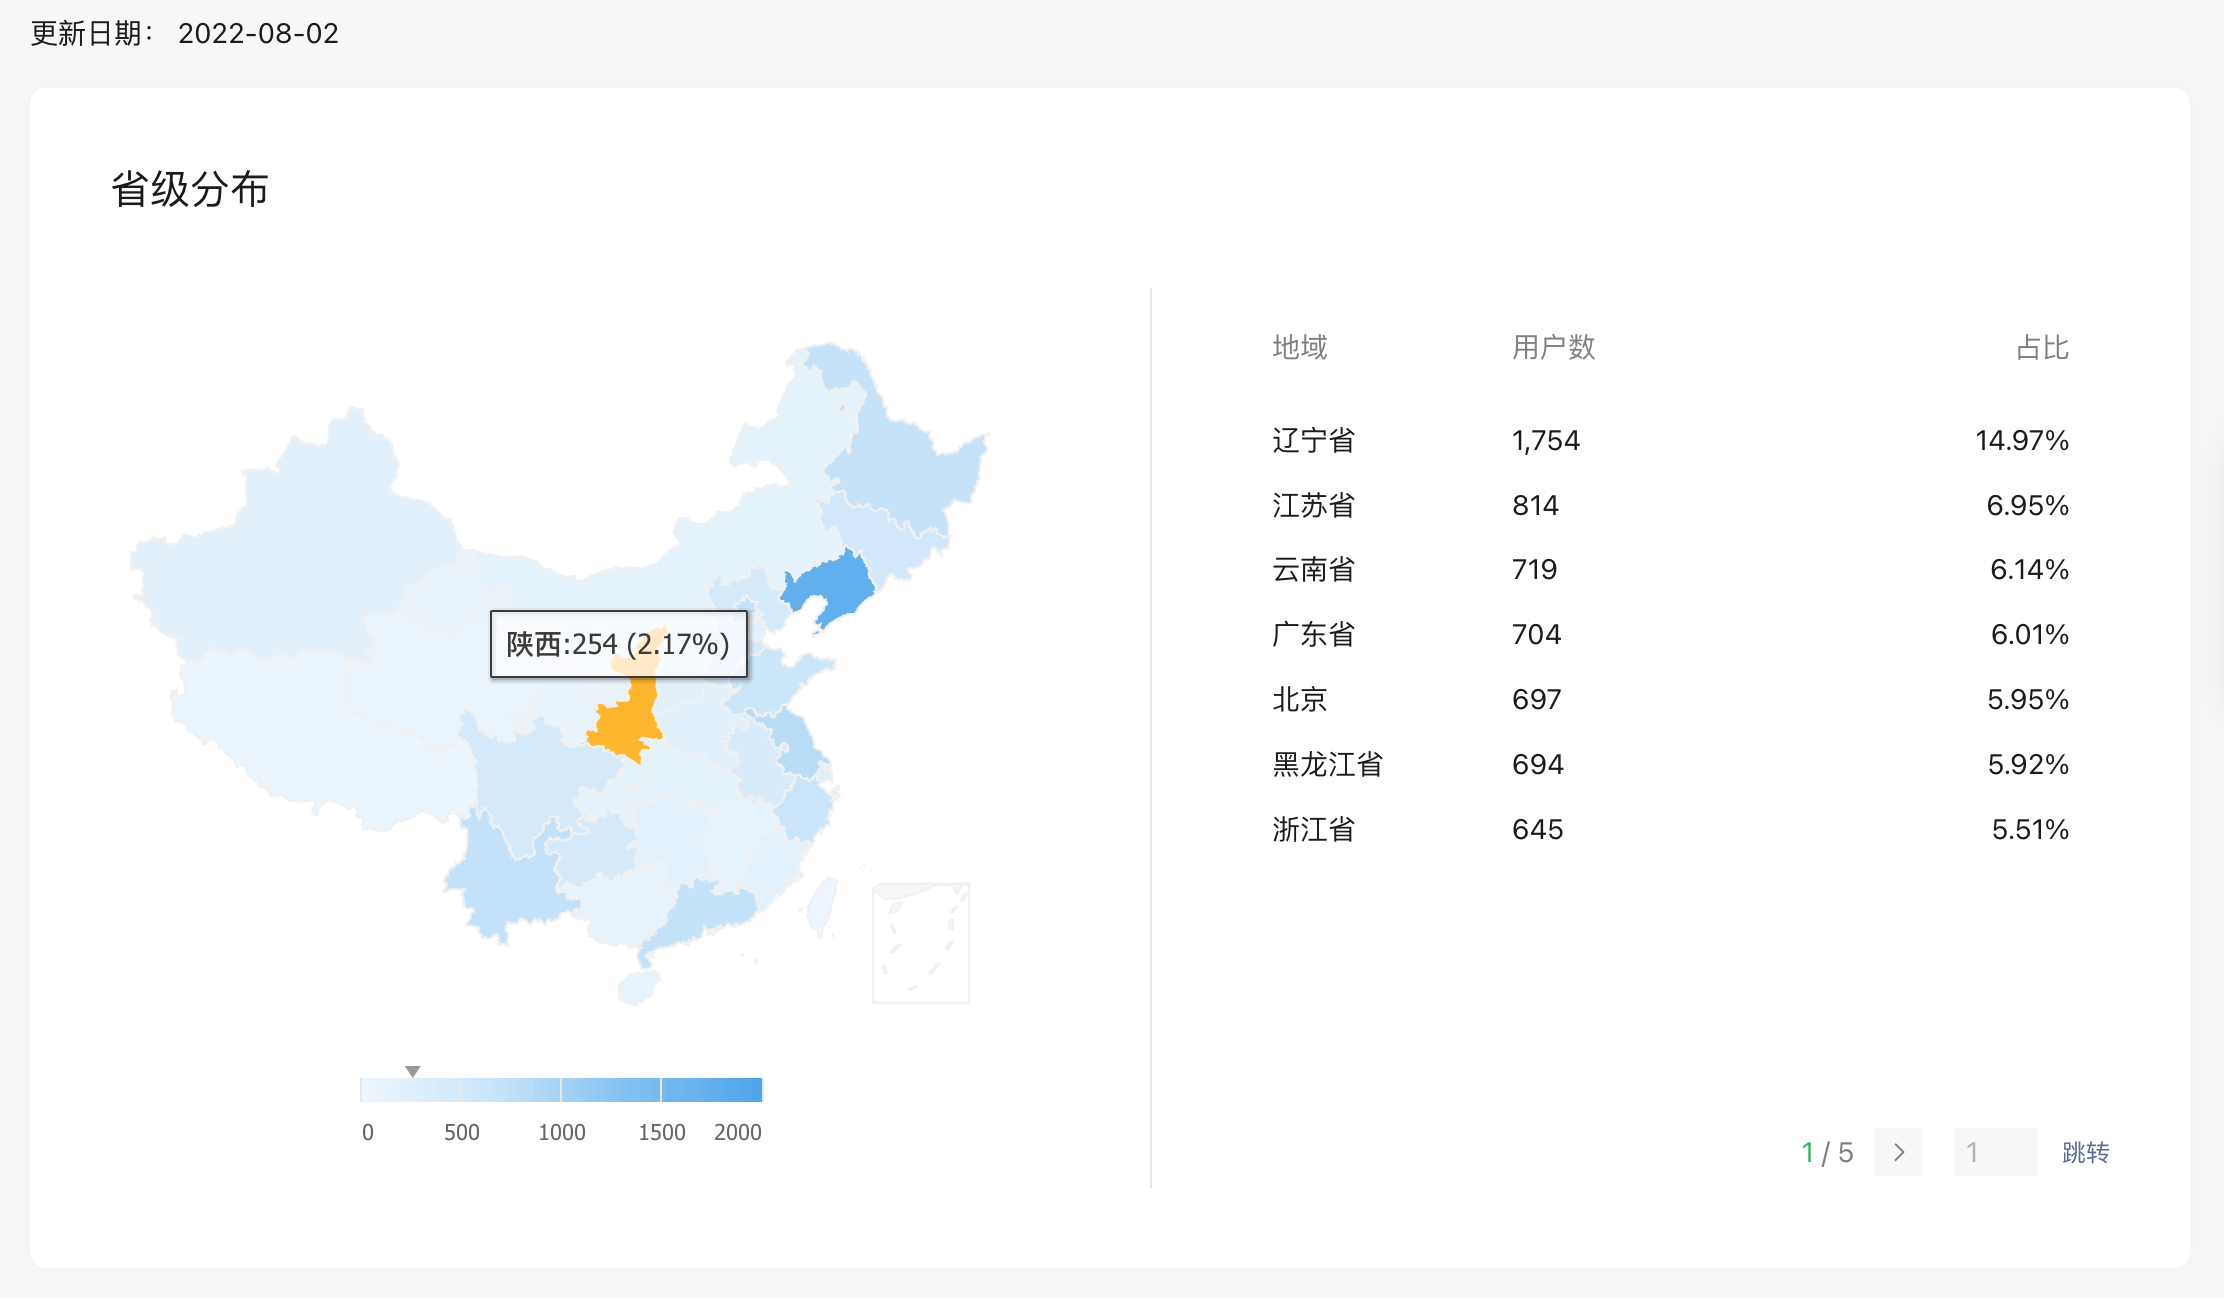 更新日期： 2022-08-02
省级分布
陕西:254 (2.17%)
0 500 1000 1500 2000
地域 用户数 占比
辽宁省 1,754 14.97%
江苏省 814 6.95%
云南省 719 6.14%
广东省 704 6.01%
北京 697 5.95%
黑龙江省 694 5.92%
浙江省 645 5.51%
1 / 5 1 跳转